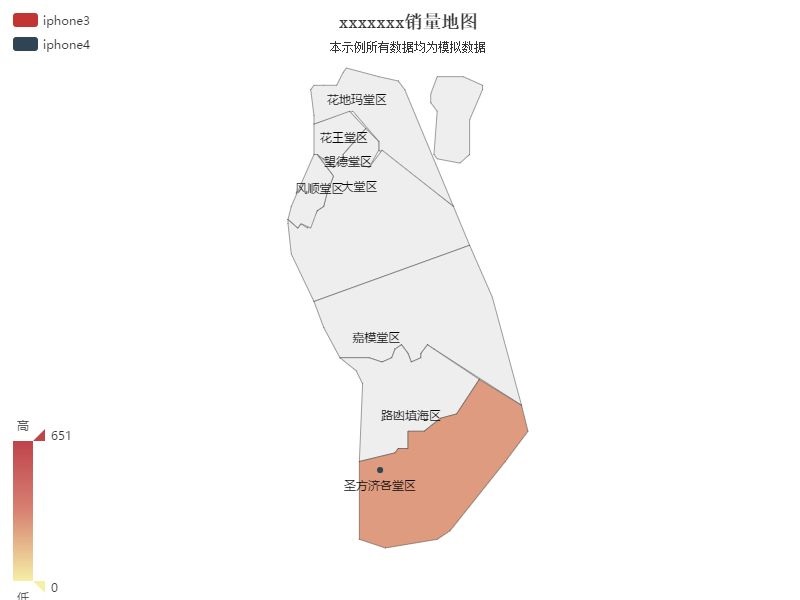 iphone3
iphone4
xxxxxxx销量地图
本示例所有数据均为模拟数据
花地玛堂区
花王堂区
望德堂区
风顺堂区
大堂区
嘉模堂区
路凼填海区
圣方济各堂区
高
651
0
低